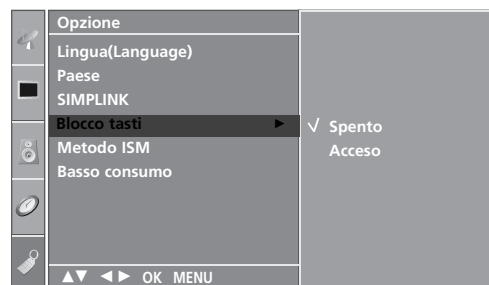 Opzione
Lingua(Language)
Paese
SIMPLINK
Blocco tasti ►
√ Spento
Metodo ISM
Acceso
Basso consumo
▲▼ ◄► OK MENU